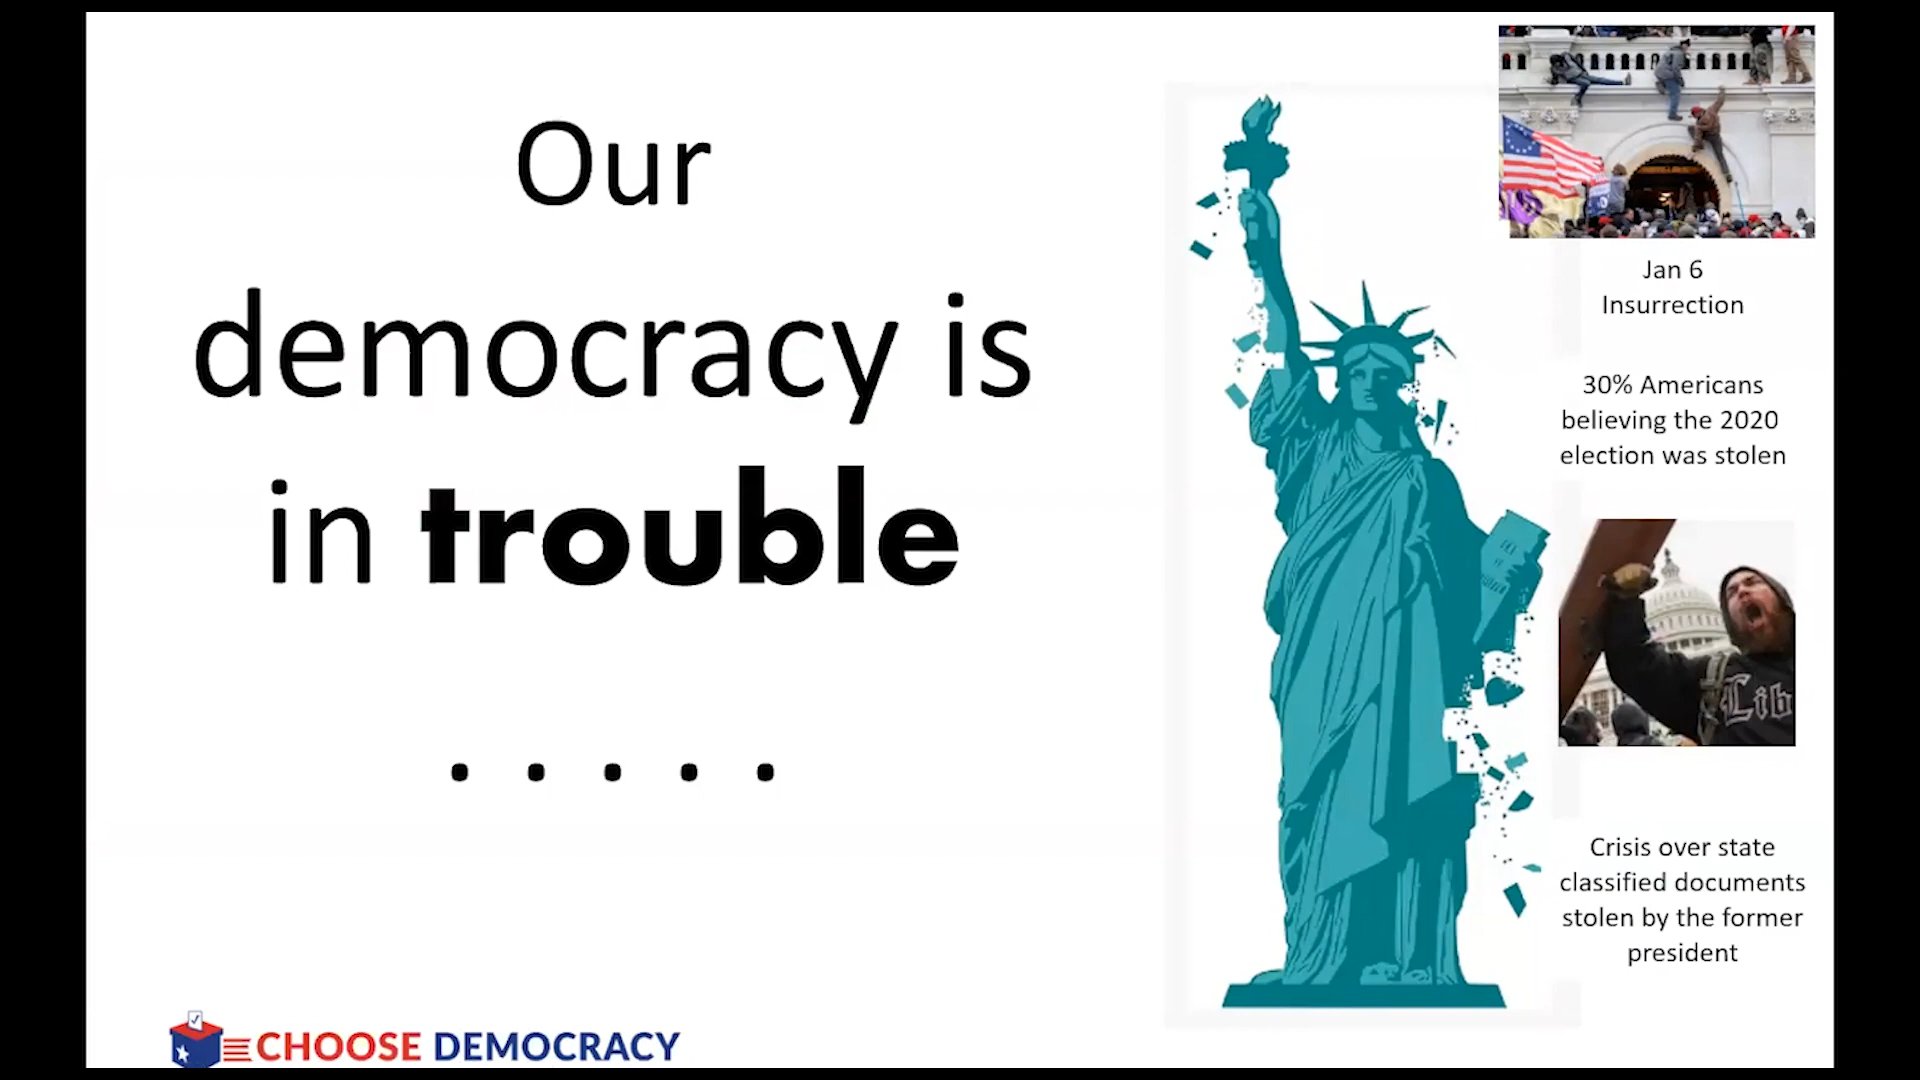 Our
democracy is
in trouble
. . . . .
Jan 6
Insurrection
30% Americans
believing the 2020
election was stolen
Lib
Crisis over state
classified documents
stolen by the former
president
CHOOSE DEMOCRACY